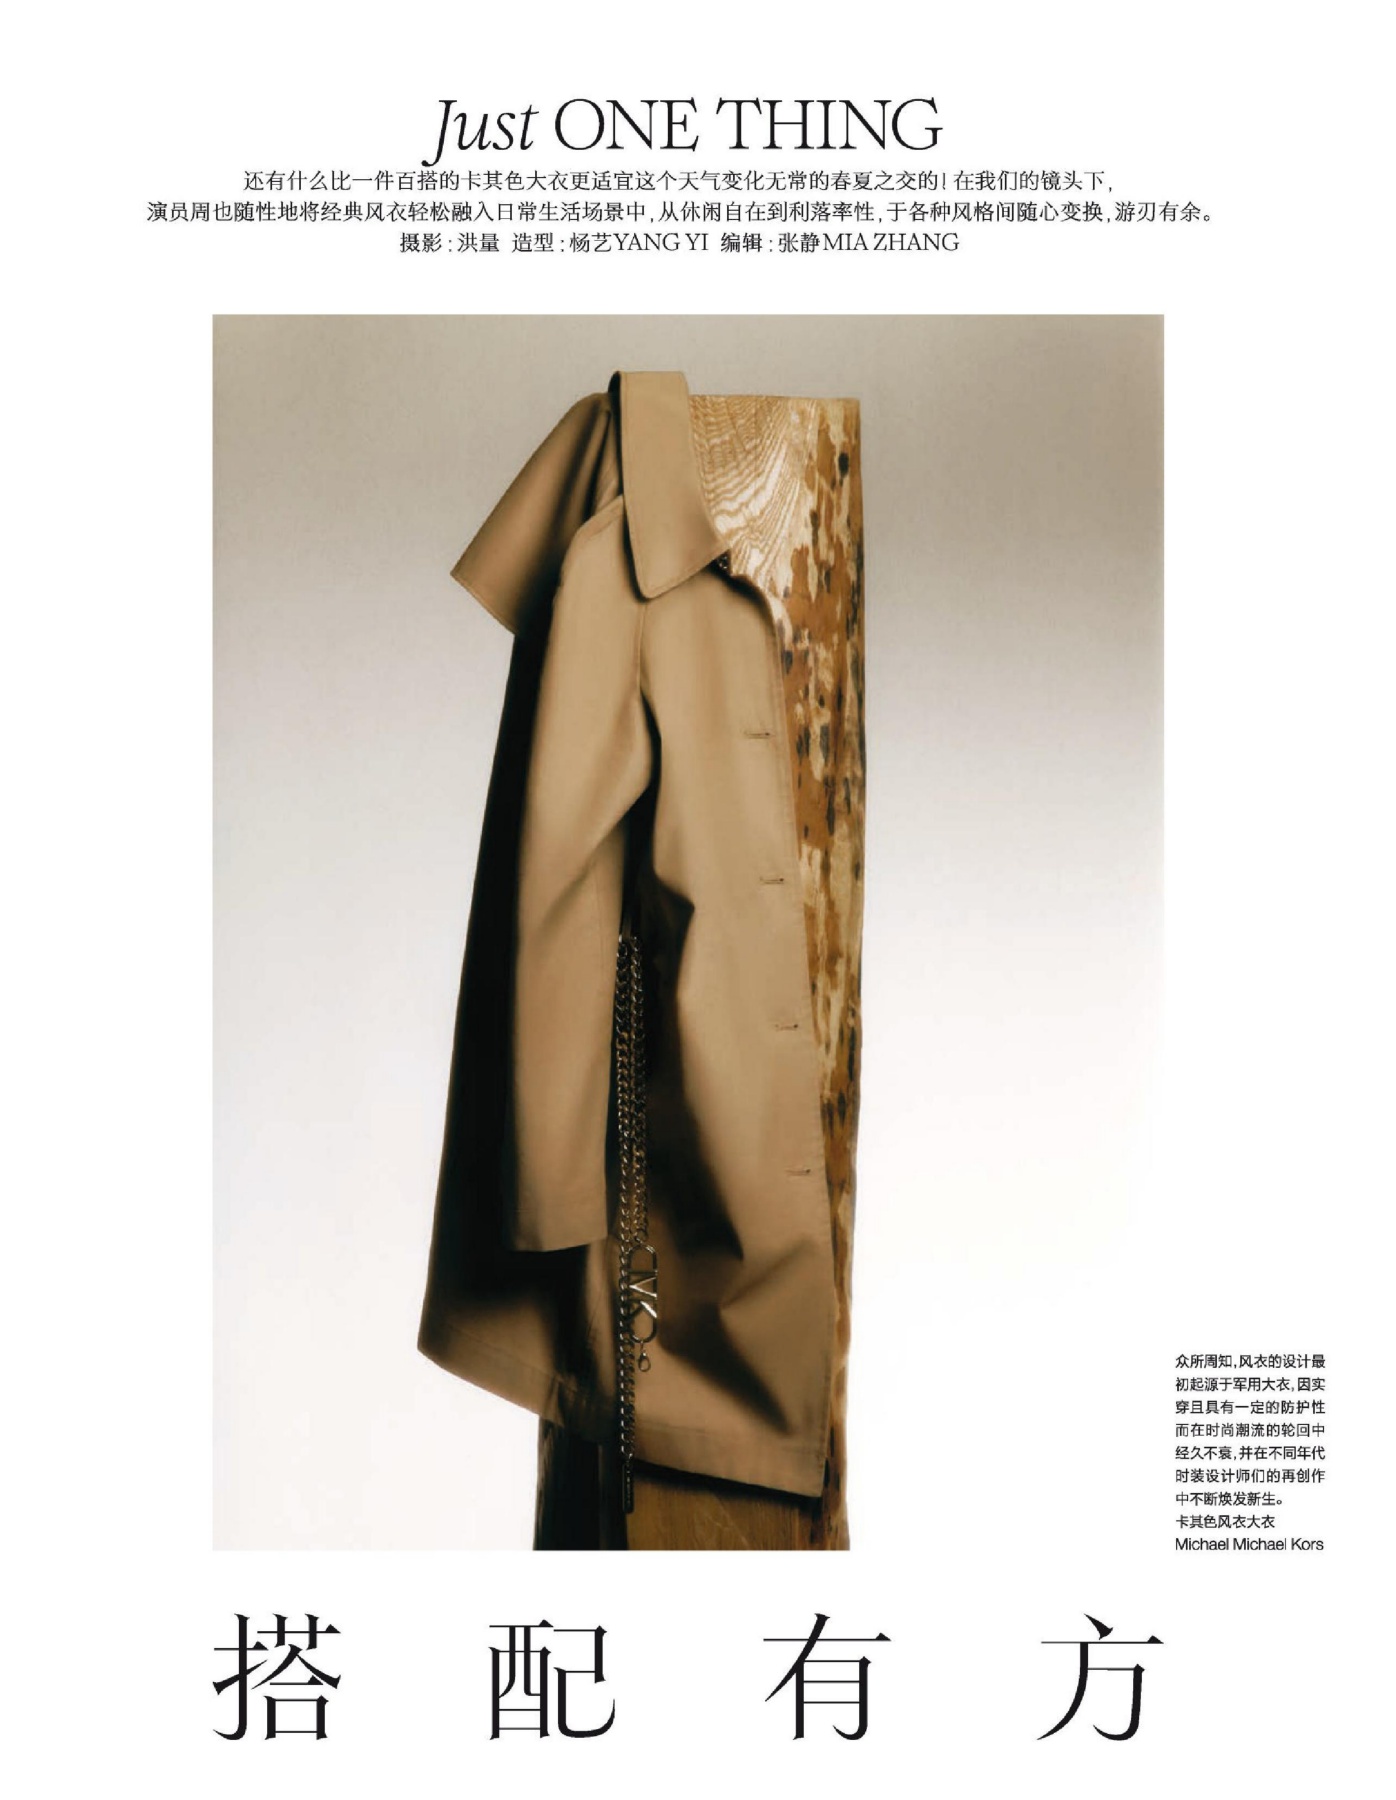 Just ONE THING
还有什么比一件百搭的卡其色大衣更适宜这个天气变化无常的春夏之交的!在我们的镜头下,
演员周也随性地将经典风衣轻松融入日常生活场景中,从休闲自在到利落率性,于各种风格间随心变换,游刃有余。
摄影:洪量 造型:杨艺YANG YI 编辑:张静MIA ZHANG
MK
众所周知,风衣的设计最
初起源于军用大衣,因实
穿且具有一定的防护性
而在时尚潮流的轮回中
经久不衰,并在不同年代
时装设计师们的再创作
中不断焕发新生。
卡其色风衣大衣
Michael Michael Kors
搭配有方